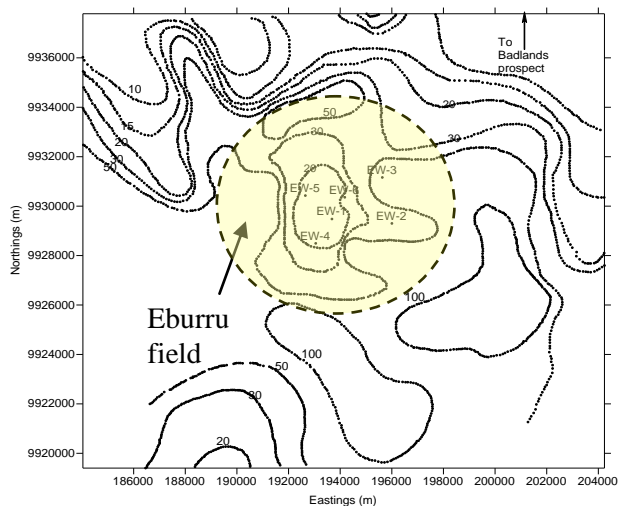 9936000
9934000
9932000
9930000
9928000
9926000
9924000
9922000
9920000
Northings (m)
186000 188000 190000 192000 194000 196000 198000 200000 202000 204000
Eastings (m)
To
Badlands
prospect
10
15
20
30
50
50
30
20
20
30
EW-3
EW-5
EW-6
EW-1
EW-2
EW-4
100
100
50
30
20
Eburru
field